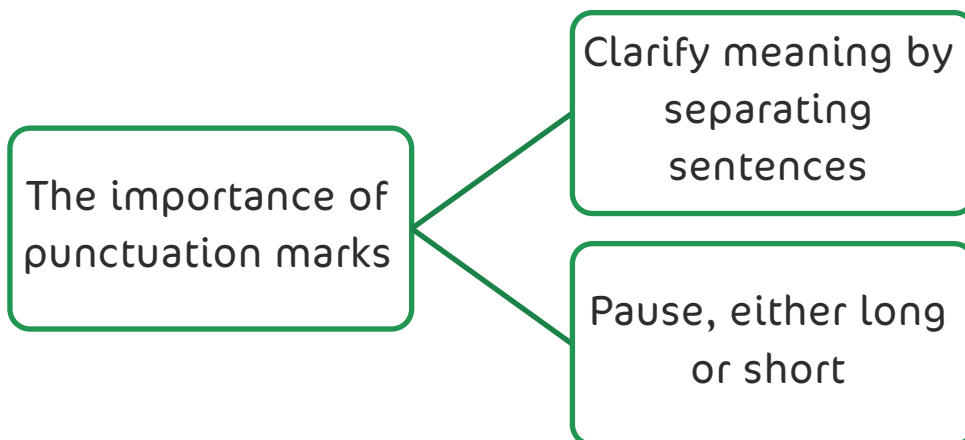 The importance of
punctuation marks
Clarify meaning by
separating
sentences
Pause, either long
or short